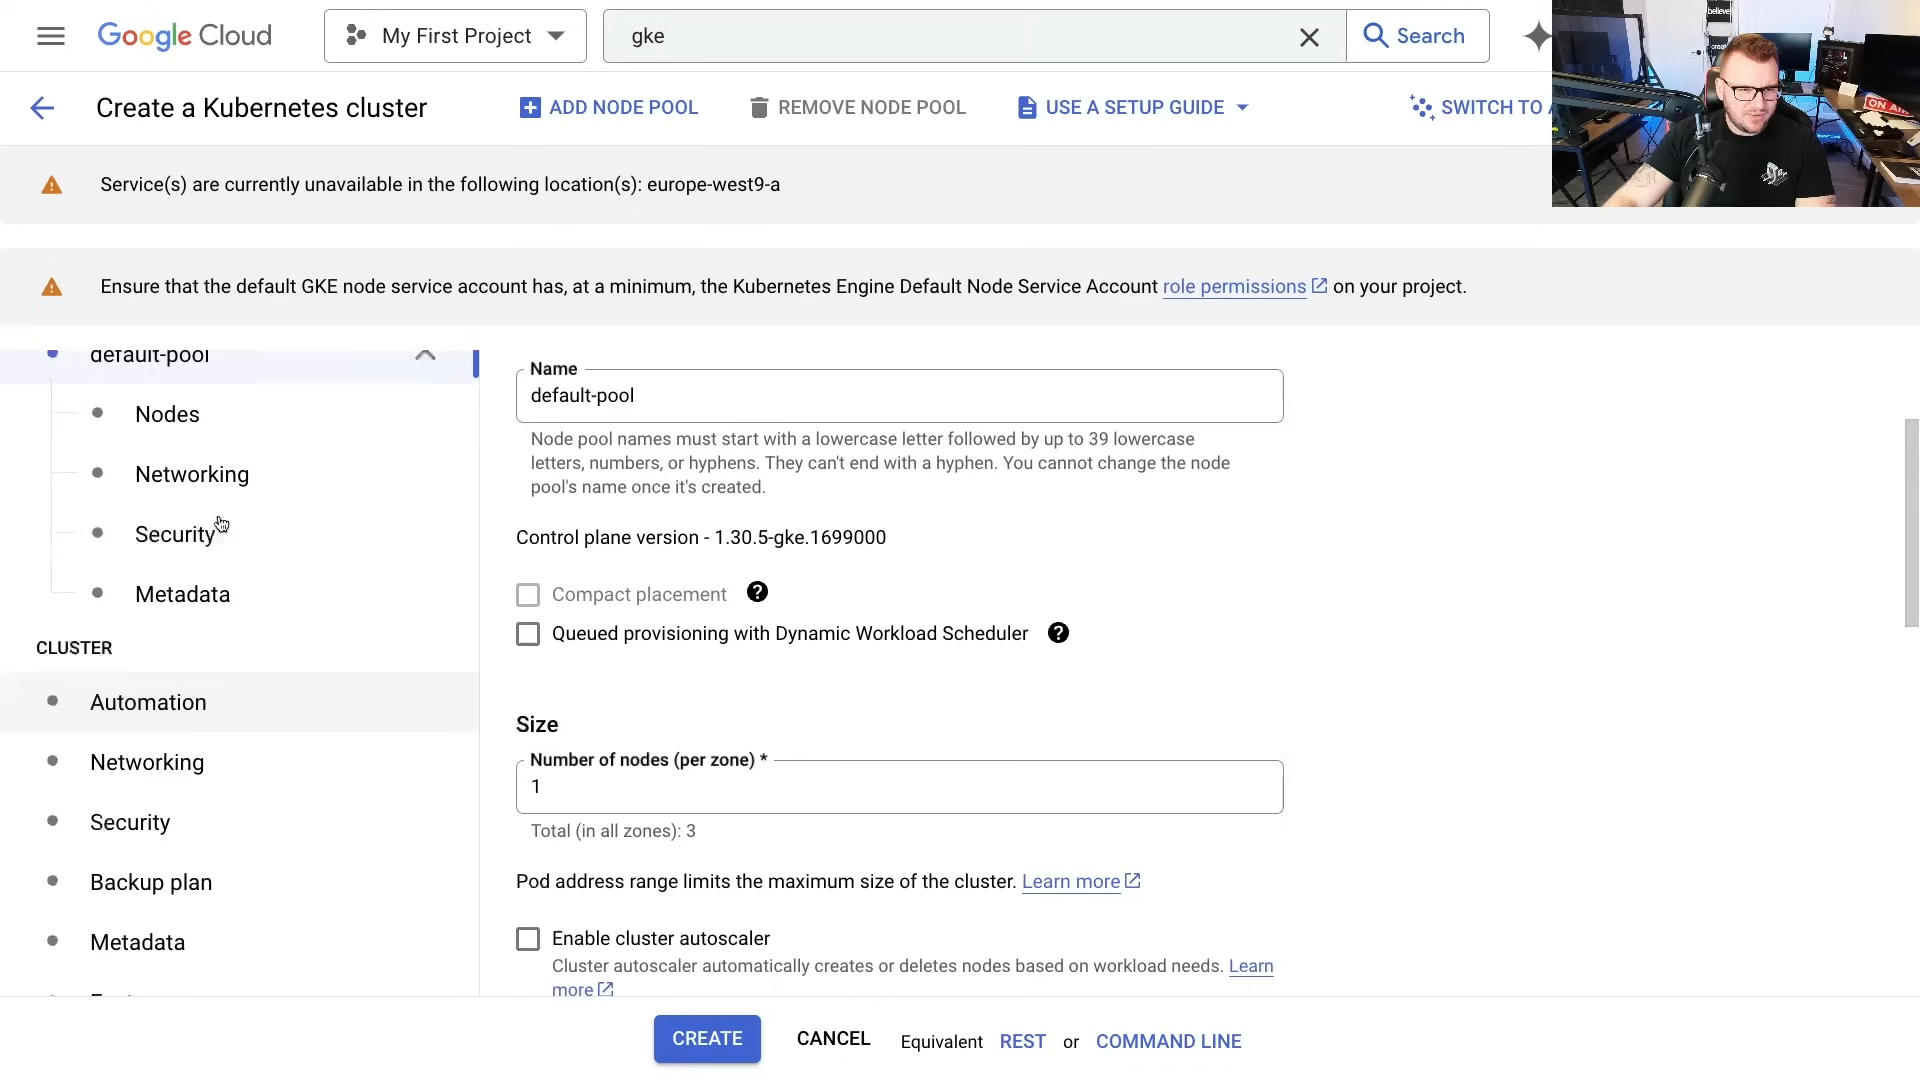 Google Cloud
My First Project
gke
Search
Create a Kubernetes cluster
ADD NODE POOL
REMOVE NODE POOL
USE A SETUP GUIDE
SWITCH TO A
believe
ON AI
Service(s) are currently unavailable in the following location(s): europe-west9-a
Ensure that the default GKE node service account has, at a minimum, the Kubernetes Engine Default Node Service Account role permissions on your project.
default-pool
Nodes
Networking
Security
Metadata
CLUSTER
Automation
Networking
Security
Backup plan
Metadata
Name
default-pool
Node pool names must start with a lowercase letter followed by up to 39 lowercase
letters, numbers, or hyphens. They can't end with a hyphen. You cannot change the node
pool's name once it's created.
Control plane version - 1.30.5-gke.1699000
Compact placement
Queued provisioning with Dynamic Workload Scheduler
Size
Number of nodes (per zone) *
1
Total (in all zones): 3
Pod address range limits the maximum size of the cluster. Learn more
Enable cluster autoscaler
Cluster autoscaler automatically creates or deletes nodes based on workload needs. Learn
more
CREATE
CANCEL
Equivalent REST or COMMAND LINE